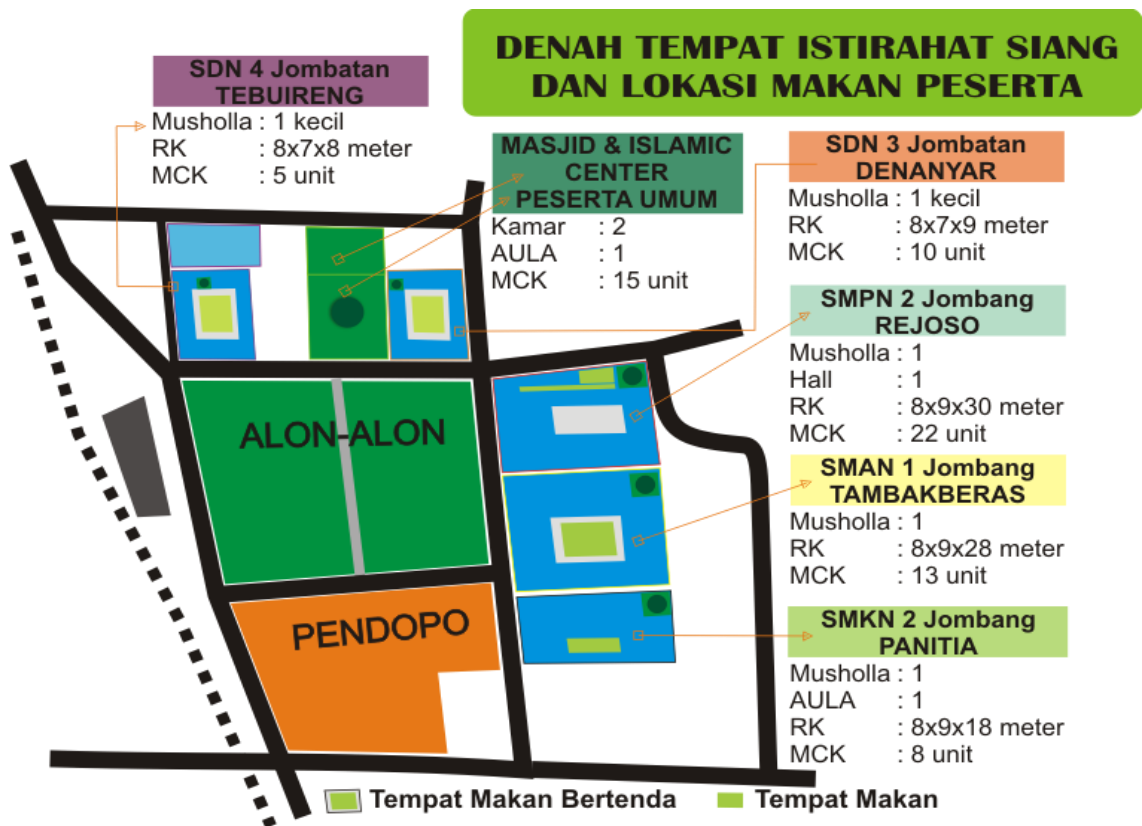 DENAH TEMPAT ISTIRAHAT SIANG
DAN LOKASI MAKAN PESERTA
SDN 4 Jombatan
TEBUIRENG
Musholla : 1 kecil
RK : 8x7x8 meter
MCK : 5 unit
MASJID & ISLAMIC
CENTER
PESERTA UMUM
Kamar : 2
AULA : 1
MCK : 15 unit
SDN 3 Jombatan
DENANYAR
Musholla : 1 kecil
RK : 8x7x9 meter
MCK : 10 unit
SMPN 2 Jombang
REJOSO
Musholla : 1
Hall : 1
RK : 8x9x30 meter
MCK : 22 unit
SMAN 1 Jombang
TAMBAKBERAS
Musholla : 1
RK : 8x9x28 meter
MCK : 13 unit
SMKN 2 Jombang
PANITIA
Musholla : 1
AULA : 1
RK : 8x9x18 meter
MCK : 8 unit
ALON-ALON
PENDOPO
Tempat Makan Bertenda
Tempat Makan